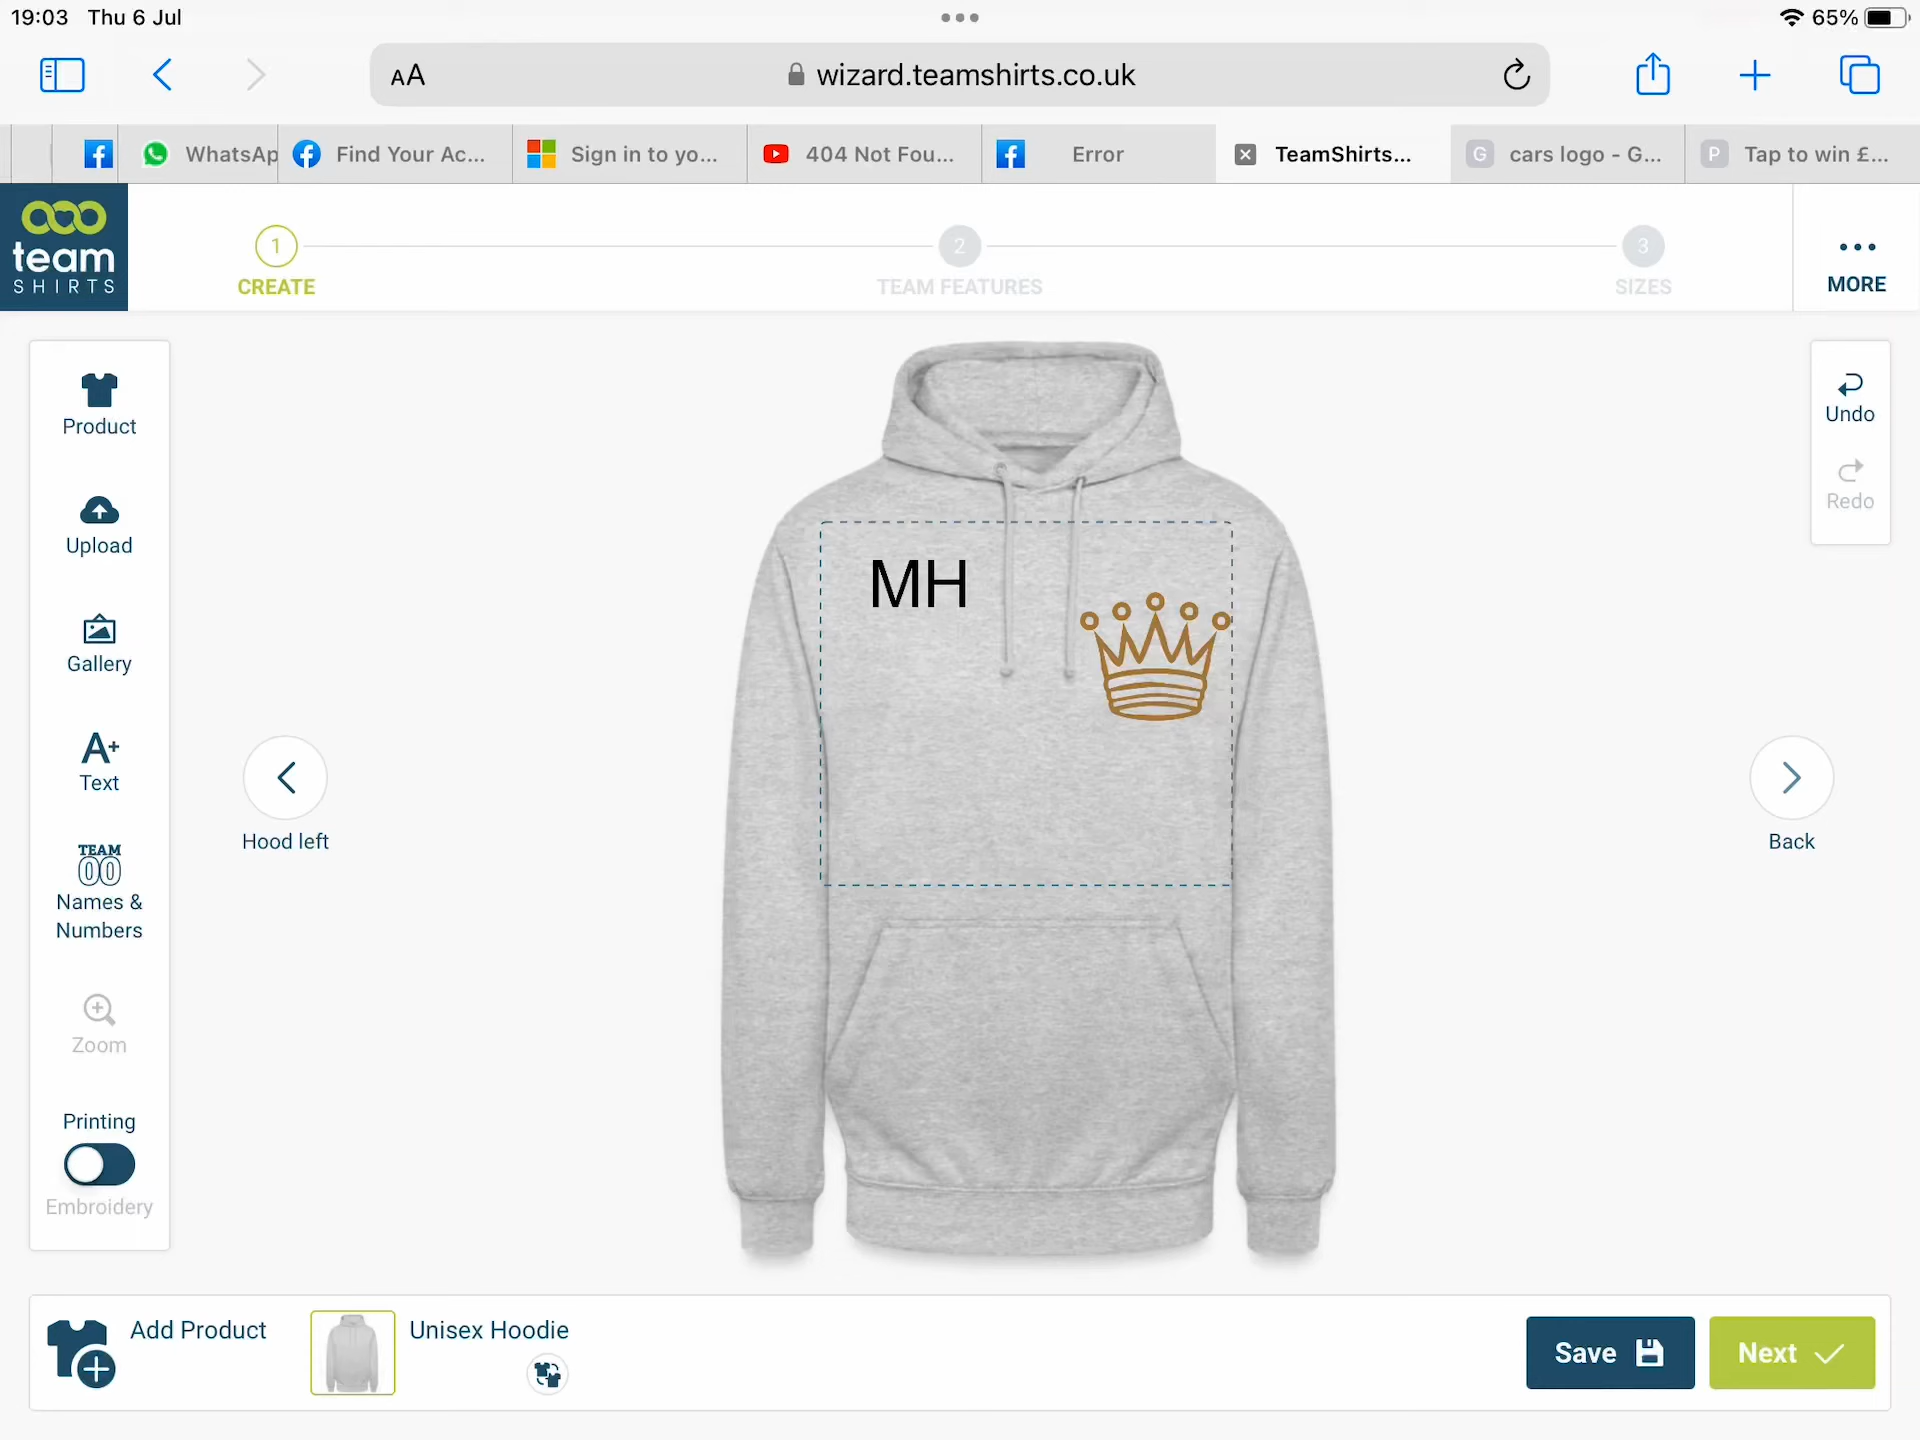 19:03 Thu 6 Jul
65%
AA
wizard.teamshirts.co.uk
WhatsAp
Find Your Ac...
Sign in to yo...
404 Not Fou...
Error
TeamShirts...
G
cars logo - G...
P
Tap to win £...
team
SHIRTS
1
CREATE
2
TEAM FEATURES
3
SIZES
MORE
Product
Upload
Gallery
A+
Text
TEAM
00
Names &
Numbers
Zoom
Printing
Embroidery
Hood left
MH
Undo
Redo
Back
Add Product
Unisex Hoodie
Save
Next